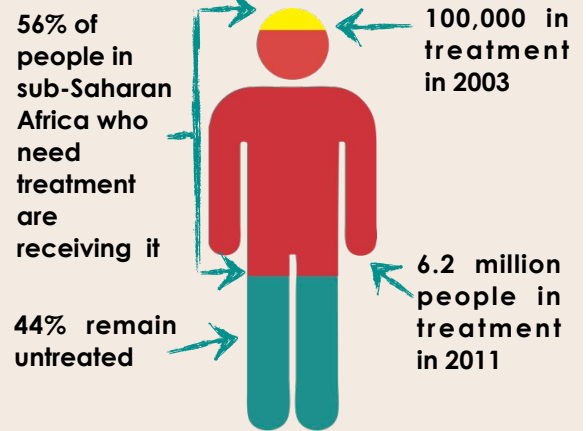 56% of
people in
sub-Saharan
Africa who
need
treatment
are
receiving it
100,000 in
treatment
in 2003
44% remain
untreated
6.2 million
people in
treatment
in 2011